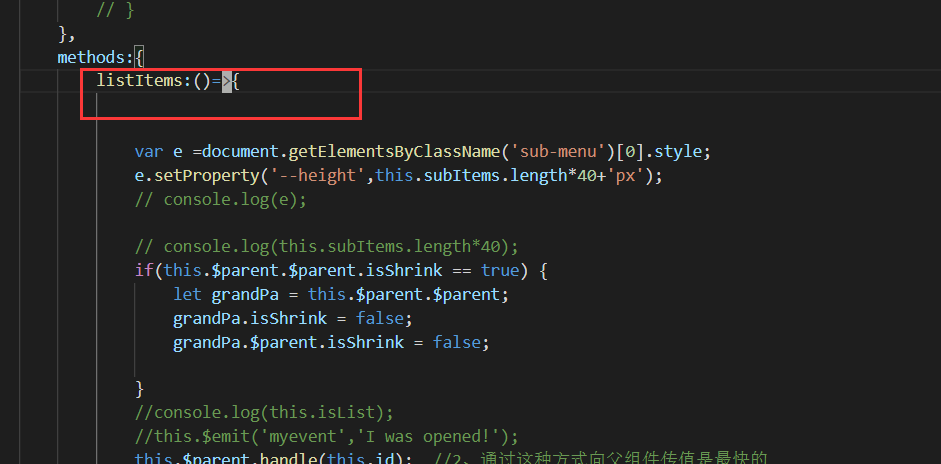 // }
},
methods:{
listItems:()=>{
var e =document.getElementsByClassName('sub-menu')[0].style;
e.setProperty('--height',this.subItems.length*40+'px');
// console.log(e);
// console.log(this.subItems.length*40);
if(this.$parent.$parent.isShrink == true) {
let grandPa = this.$parent.$parent;
grandPa.isShrink = false;
grandPa.$parent.isShrink = false;
}
//console.log(this.isList);
//this.$emit('myevent','I was opened!');
this.$parent.handle(this.id); //2、通过这种方式向父组件传值是最快的